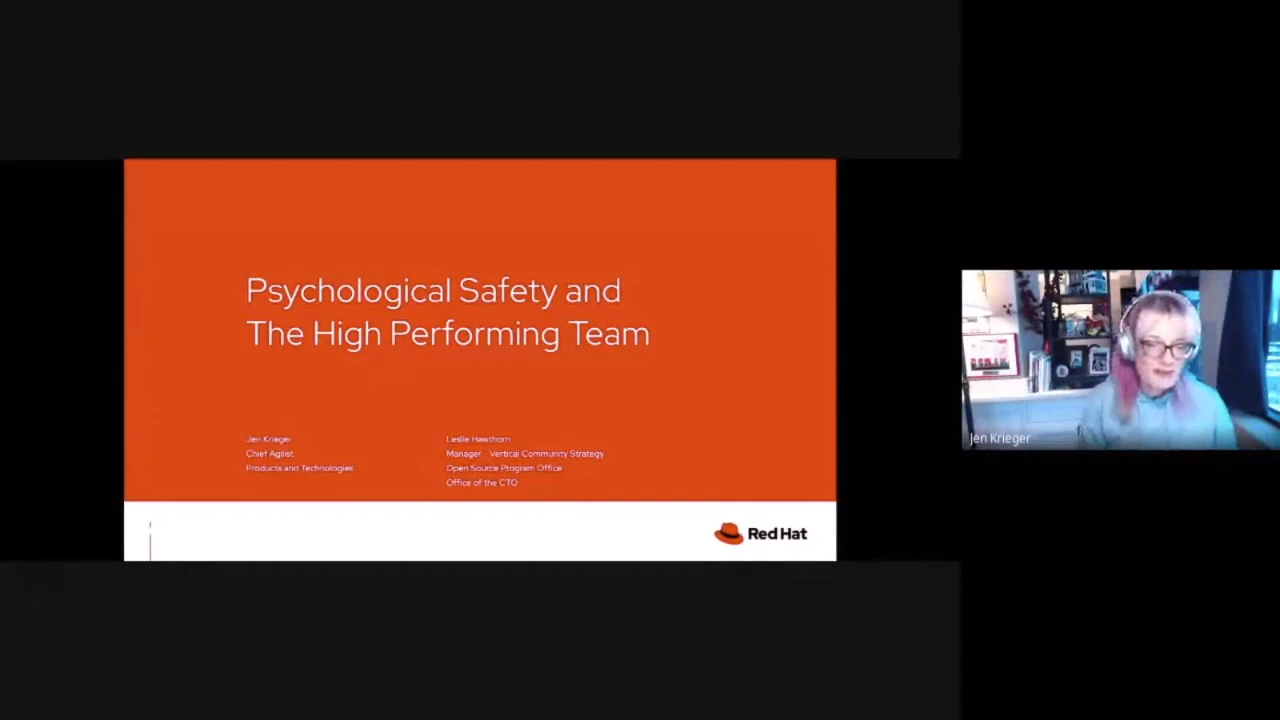 Psychological Safety and
The High Performing Team
Jen Krieger
Chief Agilist,
Products and Technologies
Leslie Hawthorn
Manager - Vertical Community Strategy
Open Source Program Office
Office of the CTO
Red Hat
Jen Krieger